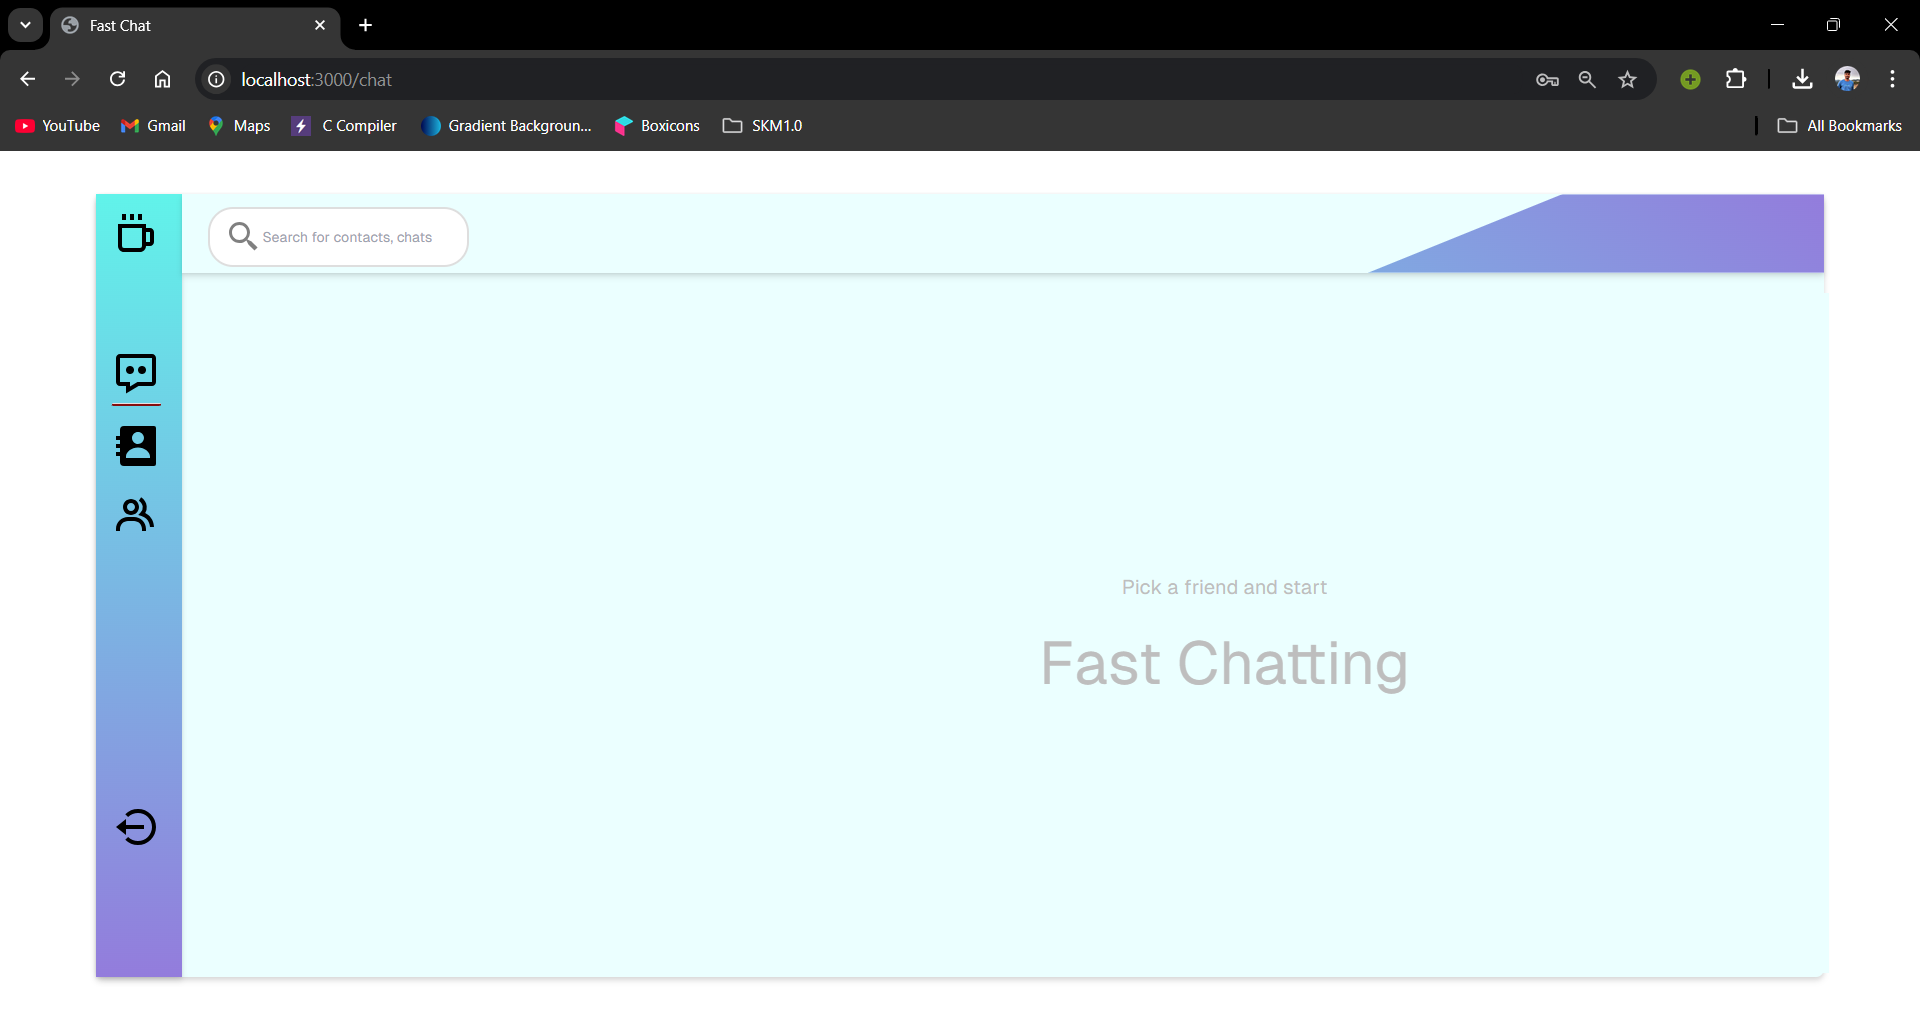 Fast Chat
localhost:3000/chat
YouTube Gmail Maps C Compiler Gradient Backgroun... Boxicons SKM1.0 All Bookmarks
Search for contacts, chats
Pick a friend and start
Fast Chatting